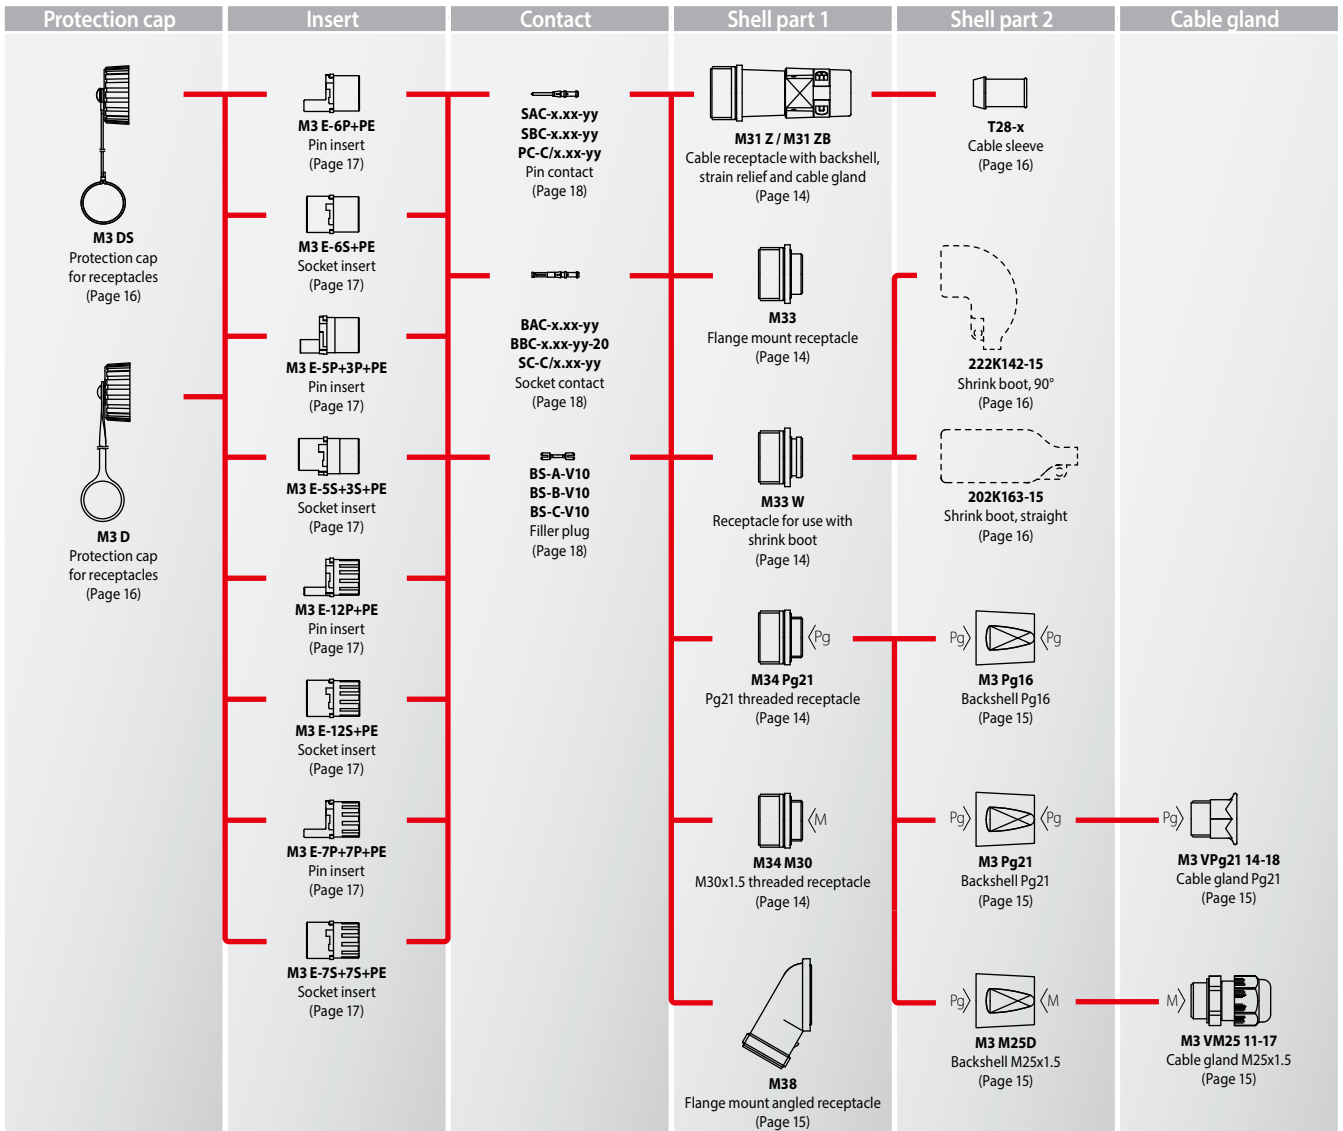 Protection cap
Insert
Contact
Shell part 1
Shell part 2
Cable gland
M3 DS
Protection cap
for receptacles
(Page 16)
M3 D
Protection cap
for receptacles
(Page 16)
M3 E-6P+PE
Pin insert
(Page 17)
M3 E-6S+PE
Socket insert
(Page 17)
M3 E-5P+3P+PE
Pin insert
(Page 17)
M3 E-5S+3S+PE
Socket insert
(Page 17)
M3 E-12P+PE
Pin insert
(Page 17)
M3 E-12S+PE
Socket insert
(Page 17)
M3 E-7P+7P+PE
Pin insert
(Page 17)
M3 E-7S+7S+PE
Socket insert
(Page 17)
SAC-x.xx-yy
SBC-x.xx-yy
PC-C/x.xx-yy
Pin contact
(Page 18)
BAC-x.xx-yy
BBC-x.xx-yy-20
SC-C/x.xx-yy
Socket contact
(Page 18)
BS-A-V10
BS-B-V10
BS-C-V10
Filler plug
(Page 18)
M31 Z / M31 ZB
Cable receptacle with backshell,
strain relief and cable gland
(Page 14)
M33
Flange mount receptacle
(Page 14)
M33 W
Receptacle for use with
shrink boot
(Page 14)
Pg
M34 Pg21
Pg21 threaded receptacle
(Page 14)
M
M34 M30
M30x1.5 threaded receptacle
(Page 14)
M38
Flange mount angled receptacle
(Page 15)
T28-x
Cable sleeve
(Page 16)
222K142-15
Shrink boot, 90°
(Page 16)
202K163-15
Shrink boot, straight
(Page 16)
Pg Pg
M3 Pg16
Backshell Pg16
(Page 15)
Pg Pg
M3 Pg21
Backshell Pg21
(Page 15)
Pg M
M3 M25D
Backshell M25x1.5
(Page 15)
Pg
M3 VPg21 14-18
Cable gland Pg21
(Page 15)
M
M3 VM25 11-17
Cable gland M25x1.5
(Page 15)